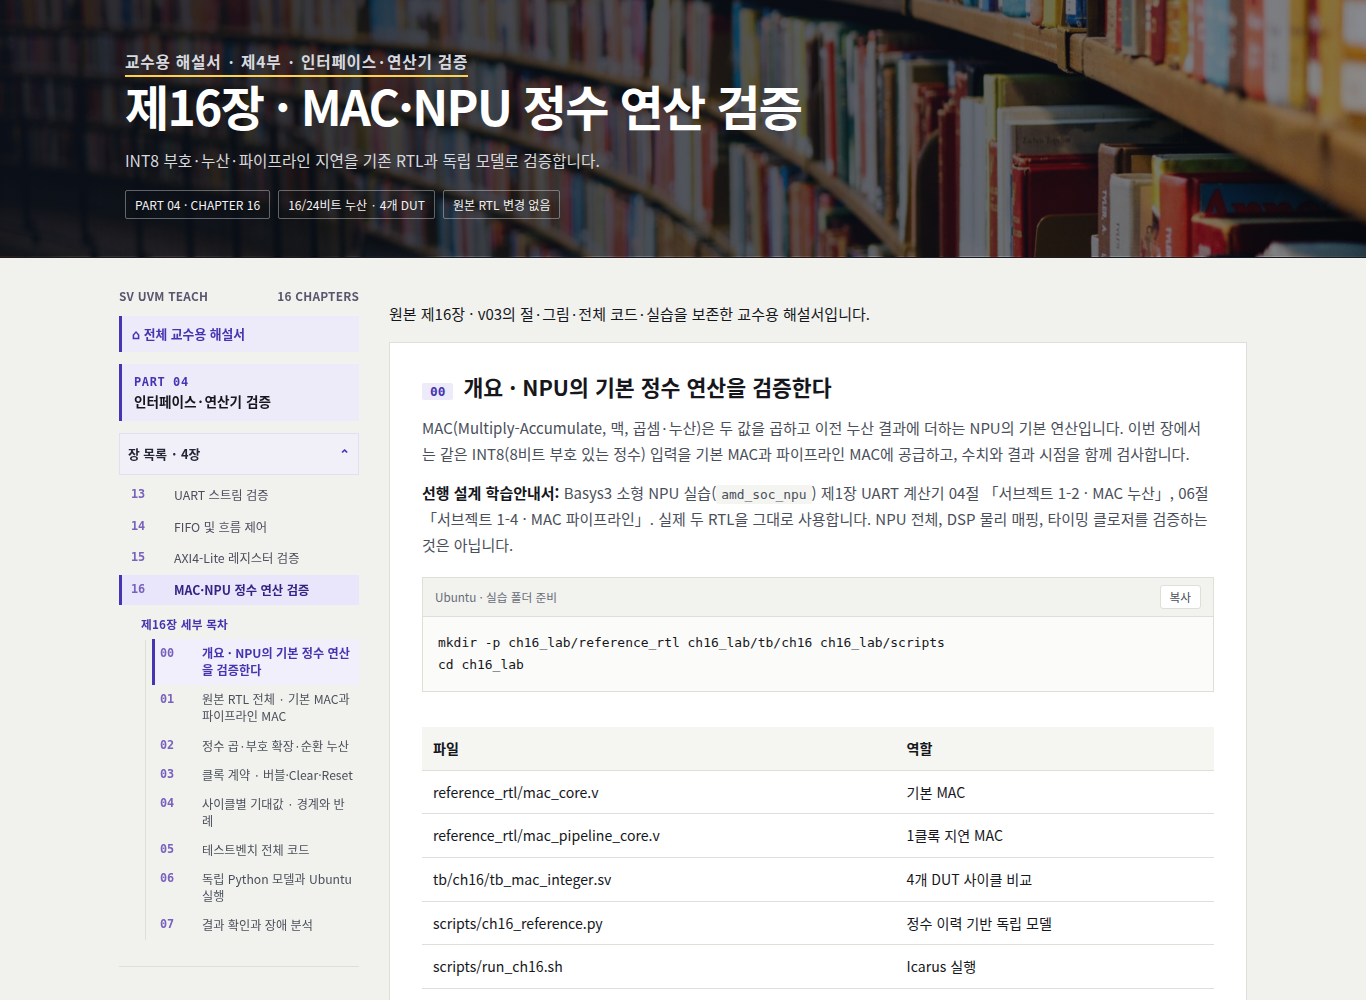 교수용 해설서 · 제4부 · 인터페이스·연산기 검증
제16장 · MAC·NPU 정수 연산 검증
INT8 부호·누산·파이프라인 지연을 기존 RTL과 독립 모델로 검증합니다.
PART 04 · CHAPTER 16
16/24비트 누산 · 4개 DUT
원본 RTL 변경 없음
SV UVM TEACH
16 CHAPTERS
⌂ 전체 교수용 해설서
PART 04
인터페이스·연산기 검증
장 목록 · 4장
13 UART 스트림 검증
14 FIFO 및 흐름 제어
15 AXI4-Lite 레지스터 검증
16 MAC·NPU 정수 연산 검증
제16장 세부 목차
00 개요 · NPU의 기본 정수 연산
을 검증한다
01 원본 RTL 전체 · 기본 MAC과
파이프라인 MAC
02 정수 곱·부호 확장·순환 누산
03 클록 계약 · 버블·Clear·Reset
04 사이클별 기대값 · 경계와 반
례
05 테스트벤치 전체 코드
06 독립 Python 모델과 Ubuntu
실행
07 결과 확인과 장애 분석
원본 제16장 · v03의 절·그림·전체 코드·실습을 보존한 교수용 해설서입니다.
00 개요 · NPU의 기본 정수 연산을 검증한다
MAC(Multiply-Accumulate, 맥, 곱셈·누산)은 두 값을 곱하고 이전 누산 결과에 더하는 NPU의 기본 연산입니다. 이번 장에서
는 같은 INT8(8비트 부호 있는 정수) 입력을 기본 MAC과 파이프라인 MAC에 공급하고, 수치와 결과 시점을 함께 검사합니다.
선행 설계 학습안내서: Basys3 소형 NPU 실습( amd_soc_npu ) 제1장 UART 계산기 04절 「서브젝트 1-2 · MAC 누산」, 06절
「서브젝트 1-4 · MAC 파이프라인」. 실제 두 RTL을 그대로 사용합니다. NPU 전체, DSP 물리 매핑, 타이밍 클로저를 검증하는
것은 아닙니다.
Ubuntu · 실습 폴더 준비
복사
mkdir -p ch16_lab/reference_rtl ch16_lab/tb/ch16 ch16_lab/scripts
cd ch16_lab
파일 역할
reference_rtl/mac_core.v 기본 MAC
reference_rtl/mac_pipeline_core.v 1클록 지연 MAC
tb/ch16/tb_mac_integer.sv 4개 DUT 사이클 비교
scripts/ch16_reference.py 정수 이력 기반 독립 모델
scripts/run_ch16.sh Icarus 실행